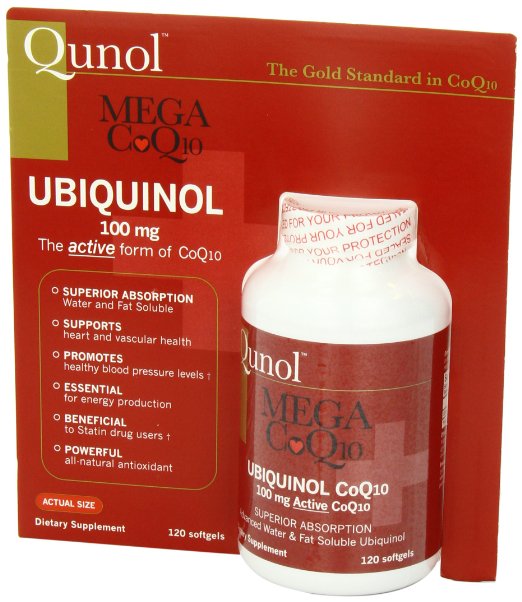 Qunol™
The Gold Standard in CoQ10
MEGA
CoQ10
UBIQUINOL
100 mg
The active form of CoQ10
SUPERIOR ABSORPTION
Water and Fat Soluble
SUPPORTS
heart and vascular health
PROMOTES
healthy blood pressure levels †
ESSENTIAL
for energy production
BENEFICIAL
to Statin drug users †
POWERFUL
all-natural antioxidant
ACTUAL SIZE
Dietary Supplement
120 softgels
SEALED FOR YOUR PROTECTION
Qunol™
MEGA
CoQ10
UBIQUINOL CoQ10
100 mg Active CoQ10
SUPERIOR ABSORPTION
Water & Fat Soluble Ubiquinol
Supplement
120 softgels